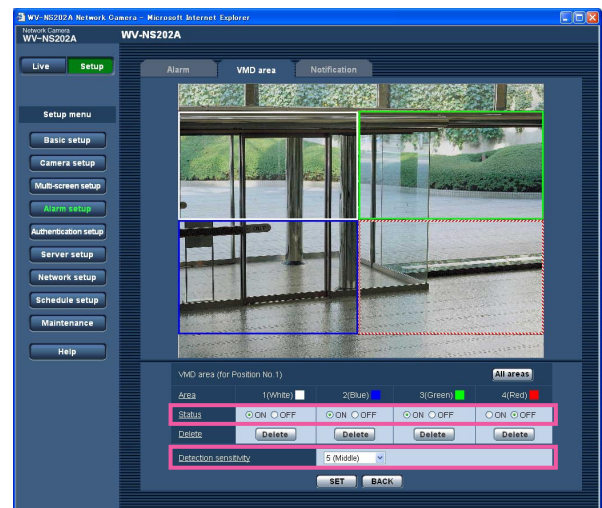 WV-NS202A Network Camera - Microsoft Internet Explorer
Network Camera
WV-NS202A
WV-NS202A
Live
Setup
Alarm
VMD area
Notification
Setup menu
Basic setup
Camera setup
Multi-screen setup
Alarm setup
Authentication setup
Server setup
Network setup
Schedule setup
Maintenance
Help
VMD area (for Position No.1)
All areas
Area 1(White) 2(Blue) 3(Green) 4(Red)
Status ON OFF ON OFF ON OFF ON OFF
Delete Delete Delete Delete Delete
Detection sensitivity 5 (Middle)
SET BACK